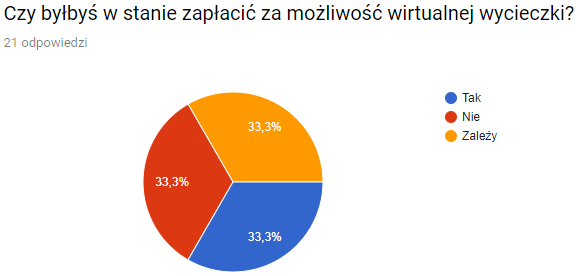 Czy byłbyś w stanie zapłacić za możliwość wirtualnej wycieczki?
21 odpowiedzi
33,3%
33,3%
33,3%
Tak
Nie
Zależy